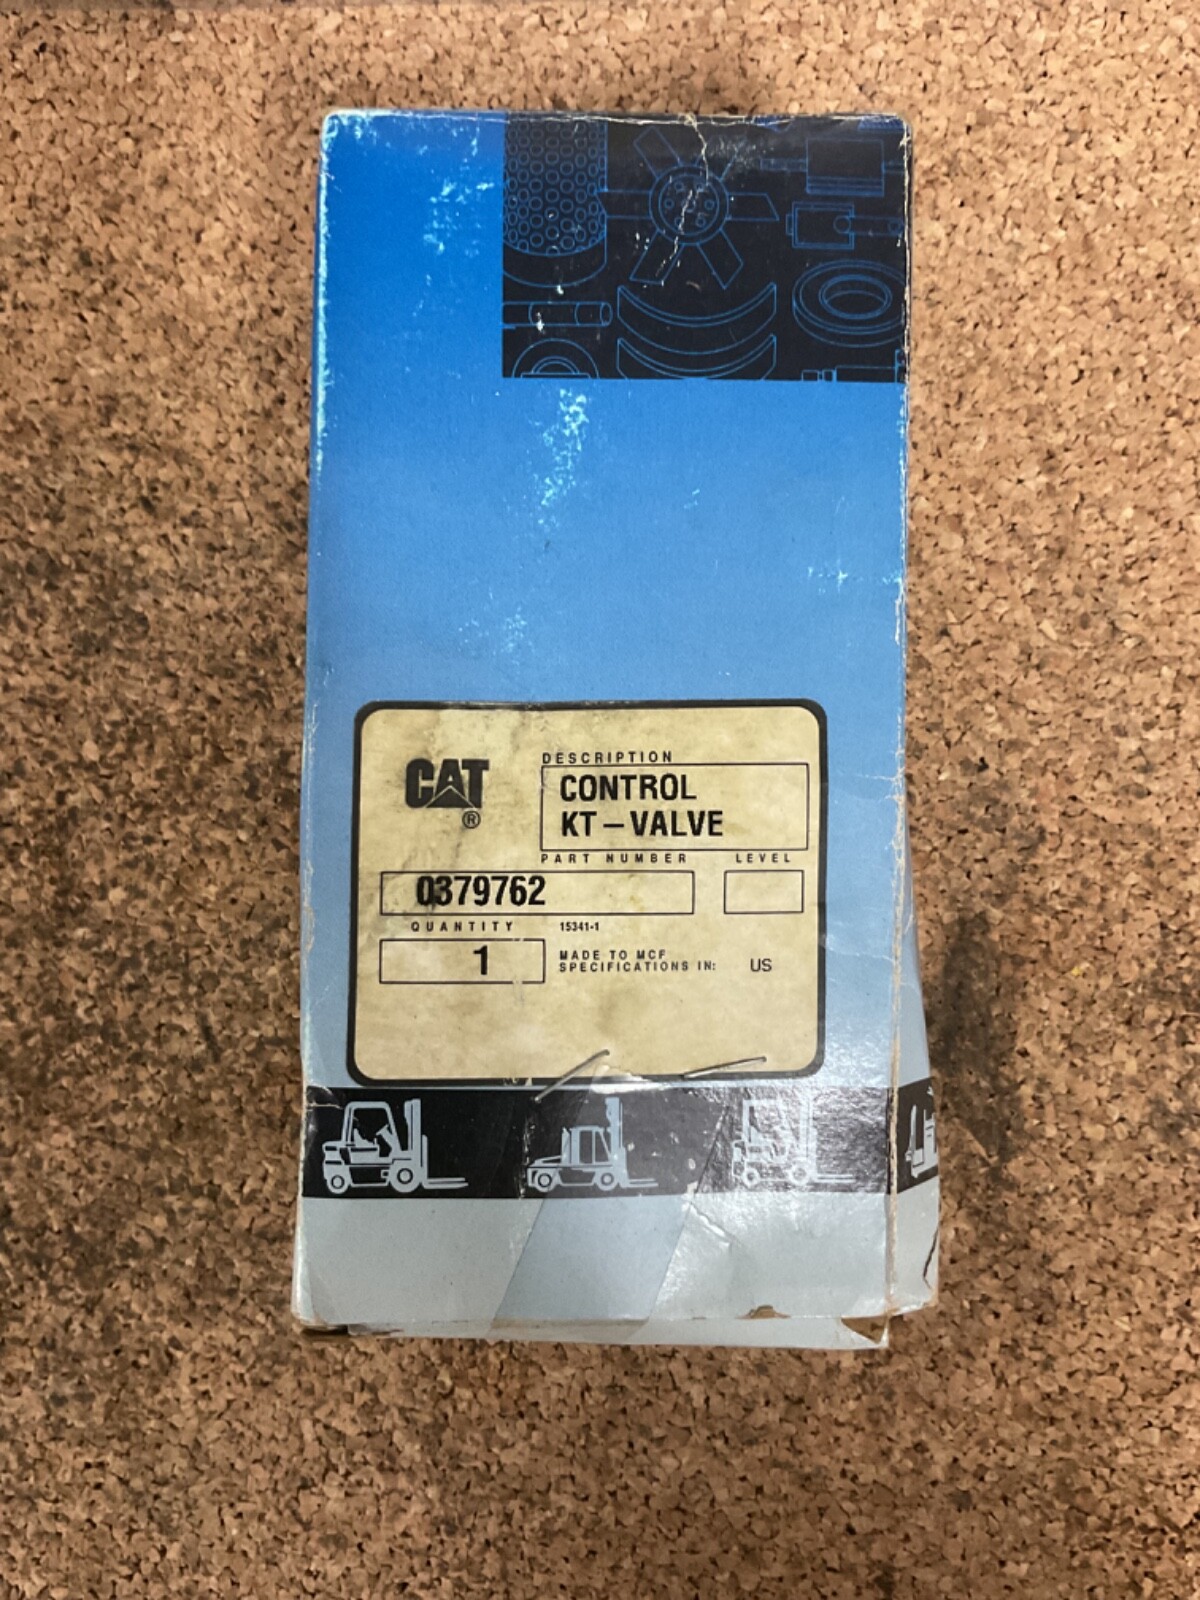 CAT
®
DESCRIPTION
CONTROL
KT-VALVE
PART NUMBER LEVEL
0379762
QUANTITY 15341-1
1
MADE TO MCF
SPECIFICATIONS IN: US